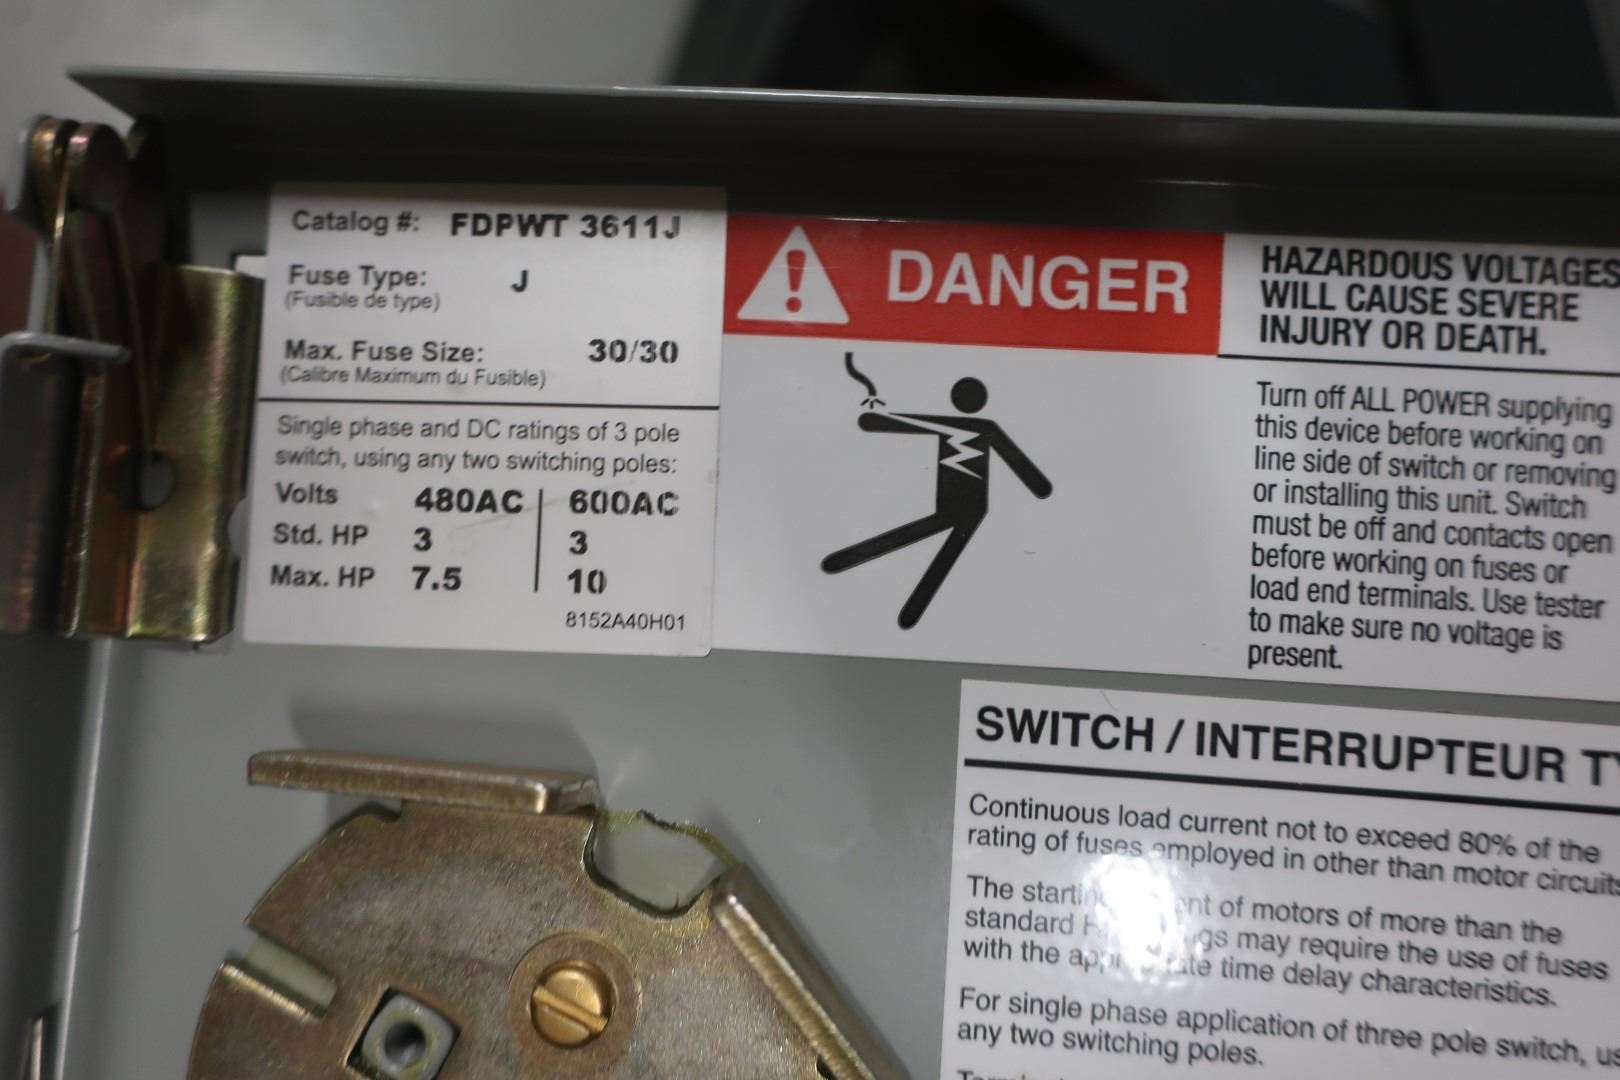 Catalog #: FDPWT 3611J
Fuse Type: J
(Fusible de type)
Max. Fuse Size: 30/30
(Calibre Maximum du Fusible)
Single phase and DC ratings of 3 pole
switch, using any two switching poles:
Volts 480AC | 600AC
Std. HP 3 | 3
Max. HP 7.5 | 10
8152A40H01
DANGER
HAZARDOUS VOLTAGES
WILL CAUSE SEVERE
INJURY OR DEATH.
Turn off ALL POWER supplying
this device before working on
line side of switch or removing
or installing this unit. Switch
must be off and contacts open
before working on fuses or
load end terminals. Use tester
to make sure no voltage is
present.
SWITCH / INTERRUPTEUR
Continuous load current not to exceed 80% of the
rating of fuses employed in other than motor circuits
The of motors of more than the
standard may require the use of fuses
with the time delay characteristics.
For single phase application of three pole switch,
any two switching poles.